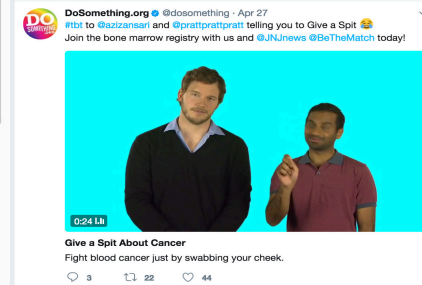 DO
SOMETHING
DoSomething.org @dosomething · Apr 27
#tbt to @azizansari and @prattprattpratt telling you to Give a Spit 😂
Join the bone marrow registry with us and @JNJnews @BeTheMatch today!
0:24
Give a Spit About Cancer
Fight blood cancer just by swabbing your cheek.
3 22 44